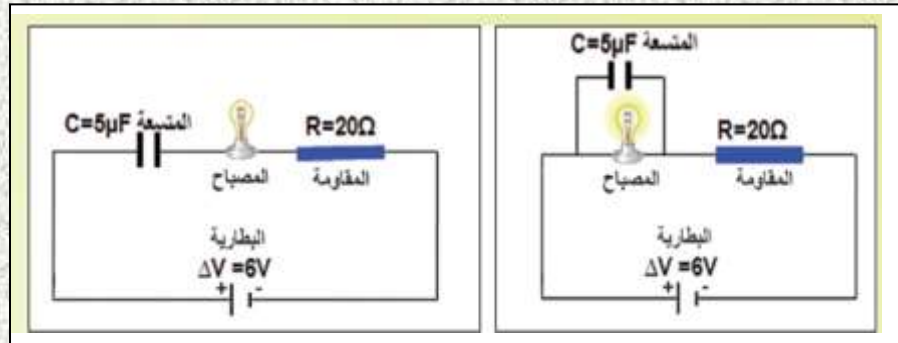 C=5µF المتسعة
R=20Ω
المصباح
المقاومة
البطارية
ΔV =6V
+ -
C=5µF المتسعة
R=20Ω
المصباح
المقاومة
البطارية
ΔV =6V
+ -